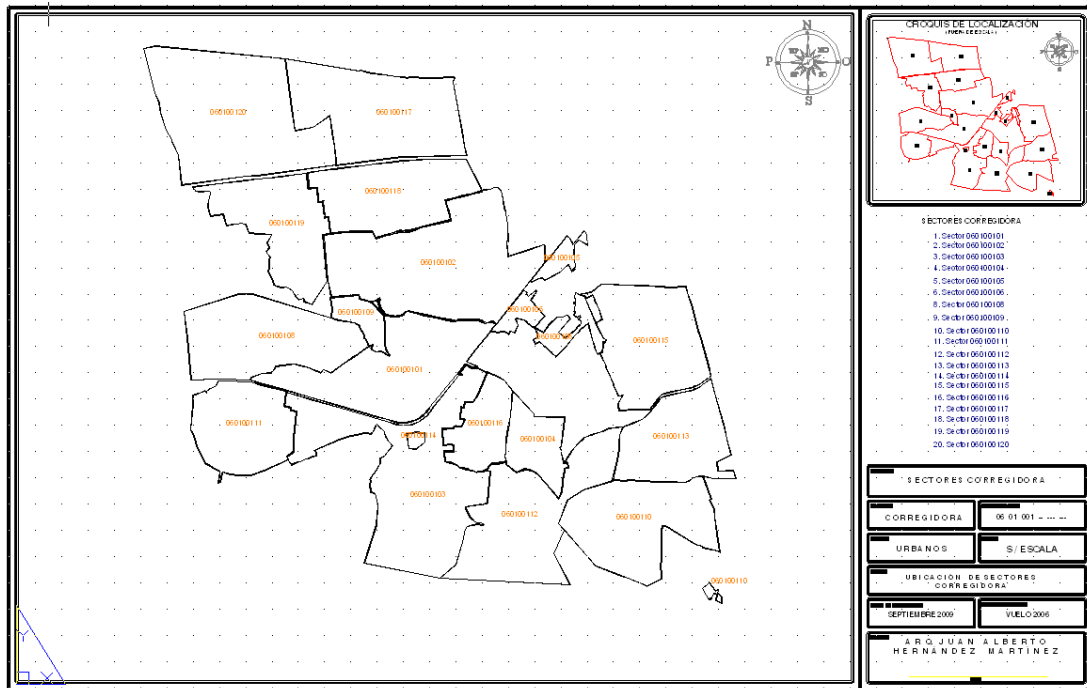 N
P
O
S
060100120
060100117
060100118
060100119
060100102
060100109
060100108
060100101
060100115
060100111
060100114
060100116
060100104
060100113
060100103
060100112
060100110
060100110
CROQUIS DE LOCALIZACIÓN
(FUERA DE ESCALA)
SECTORES CORREGIDORA
1. Sector 060100101
2. Sector 060100102
3. Sector 060100103
4. Sector 060100104
5. Sector 060100105
6. Sector 060100106
8. Sector 060100108
9. Sector 060100109
10. Sector 060100110
11. Sector 060100111
12. Sector 060100112
13. Sector 060100113
14. Sector 060100114
15. Sector 060100115
16. Sector 060100116
17. Sector 060100117
18. Sector 060100118
19. Sector 060100119
20. Sector 060100120
SECTORES CORREGIDORA
CORREGIDORA
06 01 001
URBANOS
S/ ESCALA
UBICACION DE SECTORES
CORREGIDORA
SEPTIEMBRE 2009
VUELO 2006
ARQ. JUAN ALBERTO
HERNANDEZ MARTINEZ
Y
X